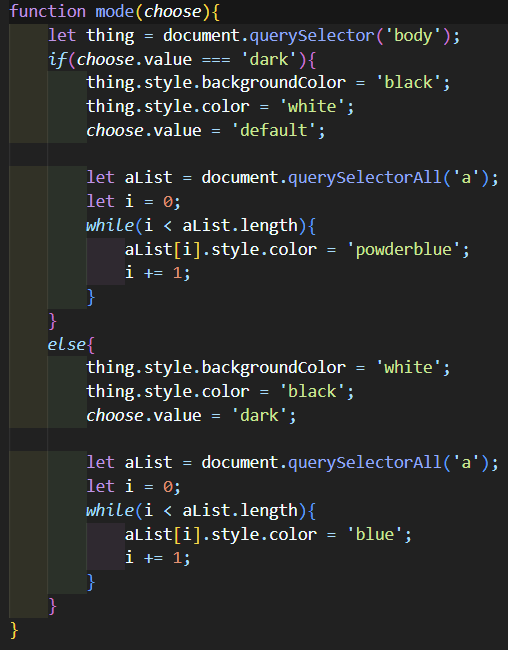 function mode(choose){
    let thing = document.querySelector('body');
    if(choose.value === 'dark'){
        thing.style.backgroundColor = 'black';
        thing.style.color = 'white';
        choose.value = 'default';

        let aList = document.querySelectorAll('a');
        let i = 0;
        while(i < aList.length){
            aList[i].style.color = 'powderblue';
            i += 1;
        }
    }
    else{
        thing.style.backgroundColor = 'white';
        thing.style.color = 'black';
        choose.value = 'dark';

        let aList = document.querySelectorAll('a');
        let i = 0;
        while(i < aList.length){
            aList[i].style.color = 'blue';
            i += 1;
        }
    }
}